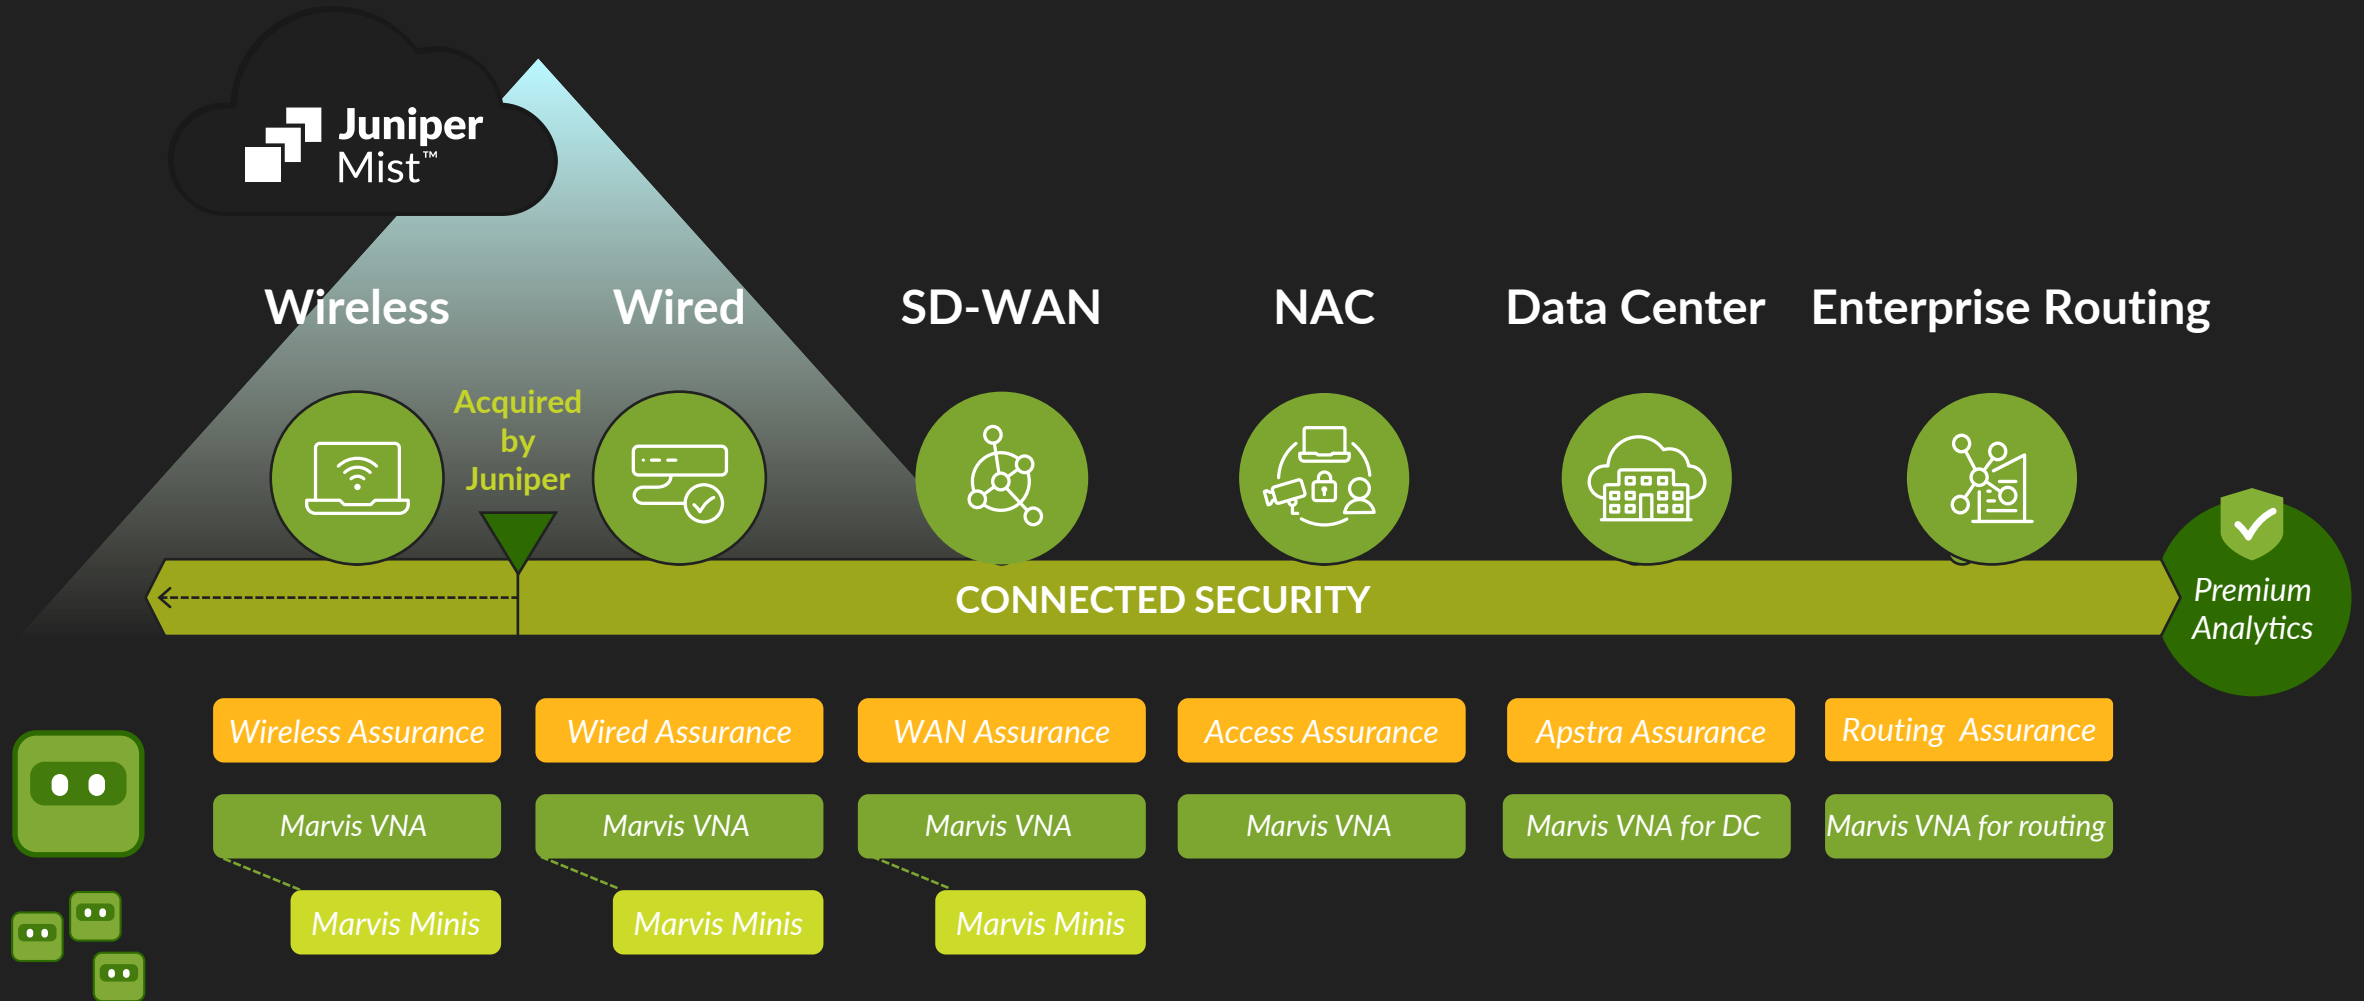 Juniper
Mist™
Wireless
Wired
SD-WAN
NAC
Data Center
Enterprise Routing
Acquired
by
Juniper
CONNECTED SECURITY
Premium
Analytics
Wireless Assurance
Wired Assurance
WAN Assurance
Access Assurance
Apstra Assurance
Routing Assurance
Marvis VNA
Marvis VNA
Marvis VNA
Marvis VNA
Marvis VNA for DC
Marvis VNA for routing
Marvis Minis
Marvis Minis
Marvis Minis